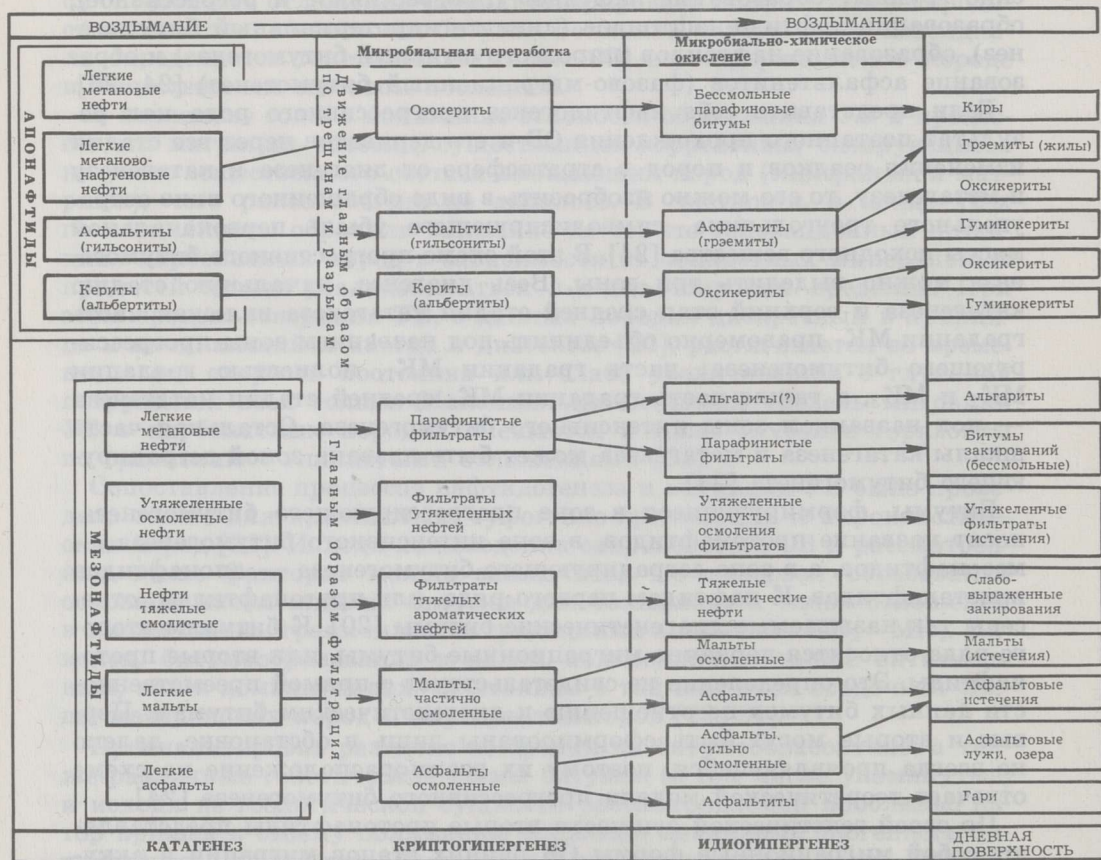 ВОЗДЫМАНИЕ
ВОЗДЫМАНИЕ
Микробиальная переработка
Микробиально-химическое
окисление
АПОНАФТИДЫ
Легкие
метановые
нефти
Легкие
метаново-
нафтеновые
нефти
Асфальтиты
(гильсониты)
Кериты
(альбертиты)
Движение главным образом
по трещинам и разрывам
Озокериты
Асфальтиты
(гильсониты)
Кериты
(альбертиты)
Бессмольные
парафиновые
битумы
Асфальтиты
(грэемиты)
Оксикериты
Киры
Грэемиты (жилы)
Оксикериты
Гуминокериты
Оксикериты
Гуминокериты
МЕЗОНАФТИДЫ
Легкие
метановые
нефти
Утяжеленные
осмоленные
нефти
Нефти
тяжелые
смолистые
Легкие
мальты
Легкие
асфальты
Главным образом фильтрация
Парафинистые
фильтраты
Фильтраты
утяжеленных
нефтей
Фильтраты
тяжелых
ароматических
нефтей
Мальты,
частично
осмоленные
Асфальты
осмоленные
Альгариты(?)
Парафинистые
фильтраты
Утяжеленные
продукты
осмоления
фильтратов
Тяжелые
ароматические
нефти
Мальты
осмоленные
Асфальты
Асфальты,
сильно
осмоленные
Асфальтиты
Альгариты
Битумы
закирований
(бессмольные)
Утяжеленные
фильтраты
(истечения)
Слабо-
выраженные
закирования
Мальты
(истечения)
Асфальтовые
истечения
Асфальтовые
лужи, озера
Гари
КАТАГЕНЕЗ
КРИПТОГИПЕРГЕНЕЗ
ИДИОГИПЕРГЕНЕЗ
ДНЕВНАЯ
ПОВЕРХНОСТЬ